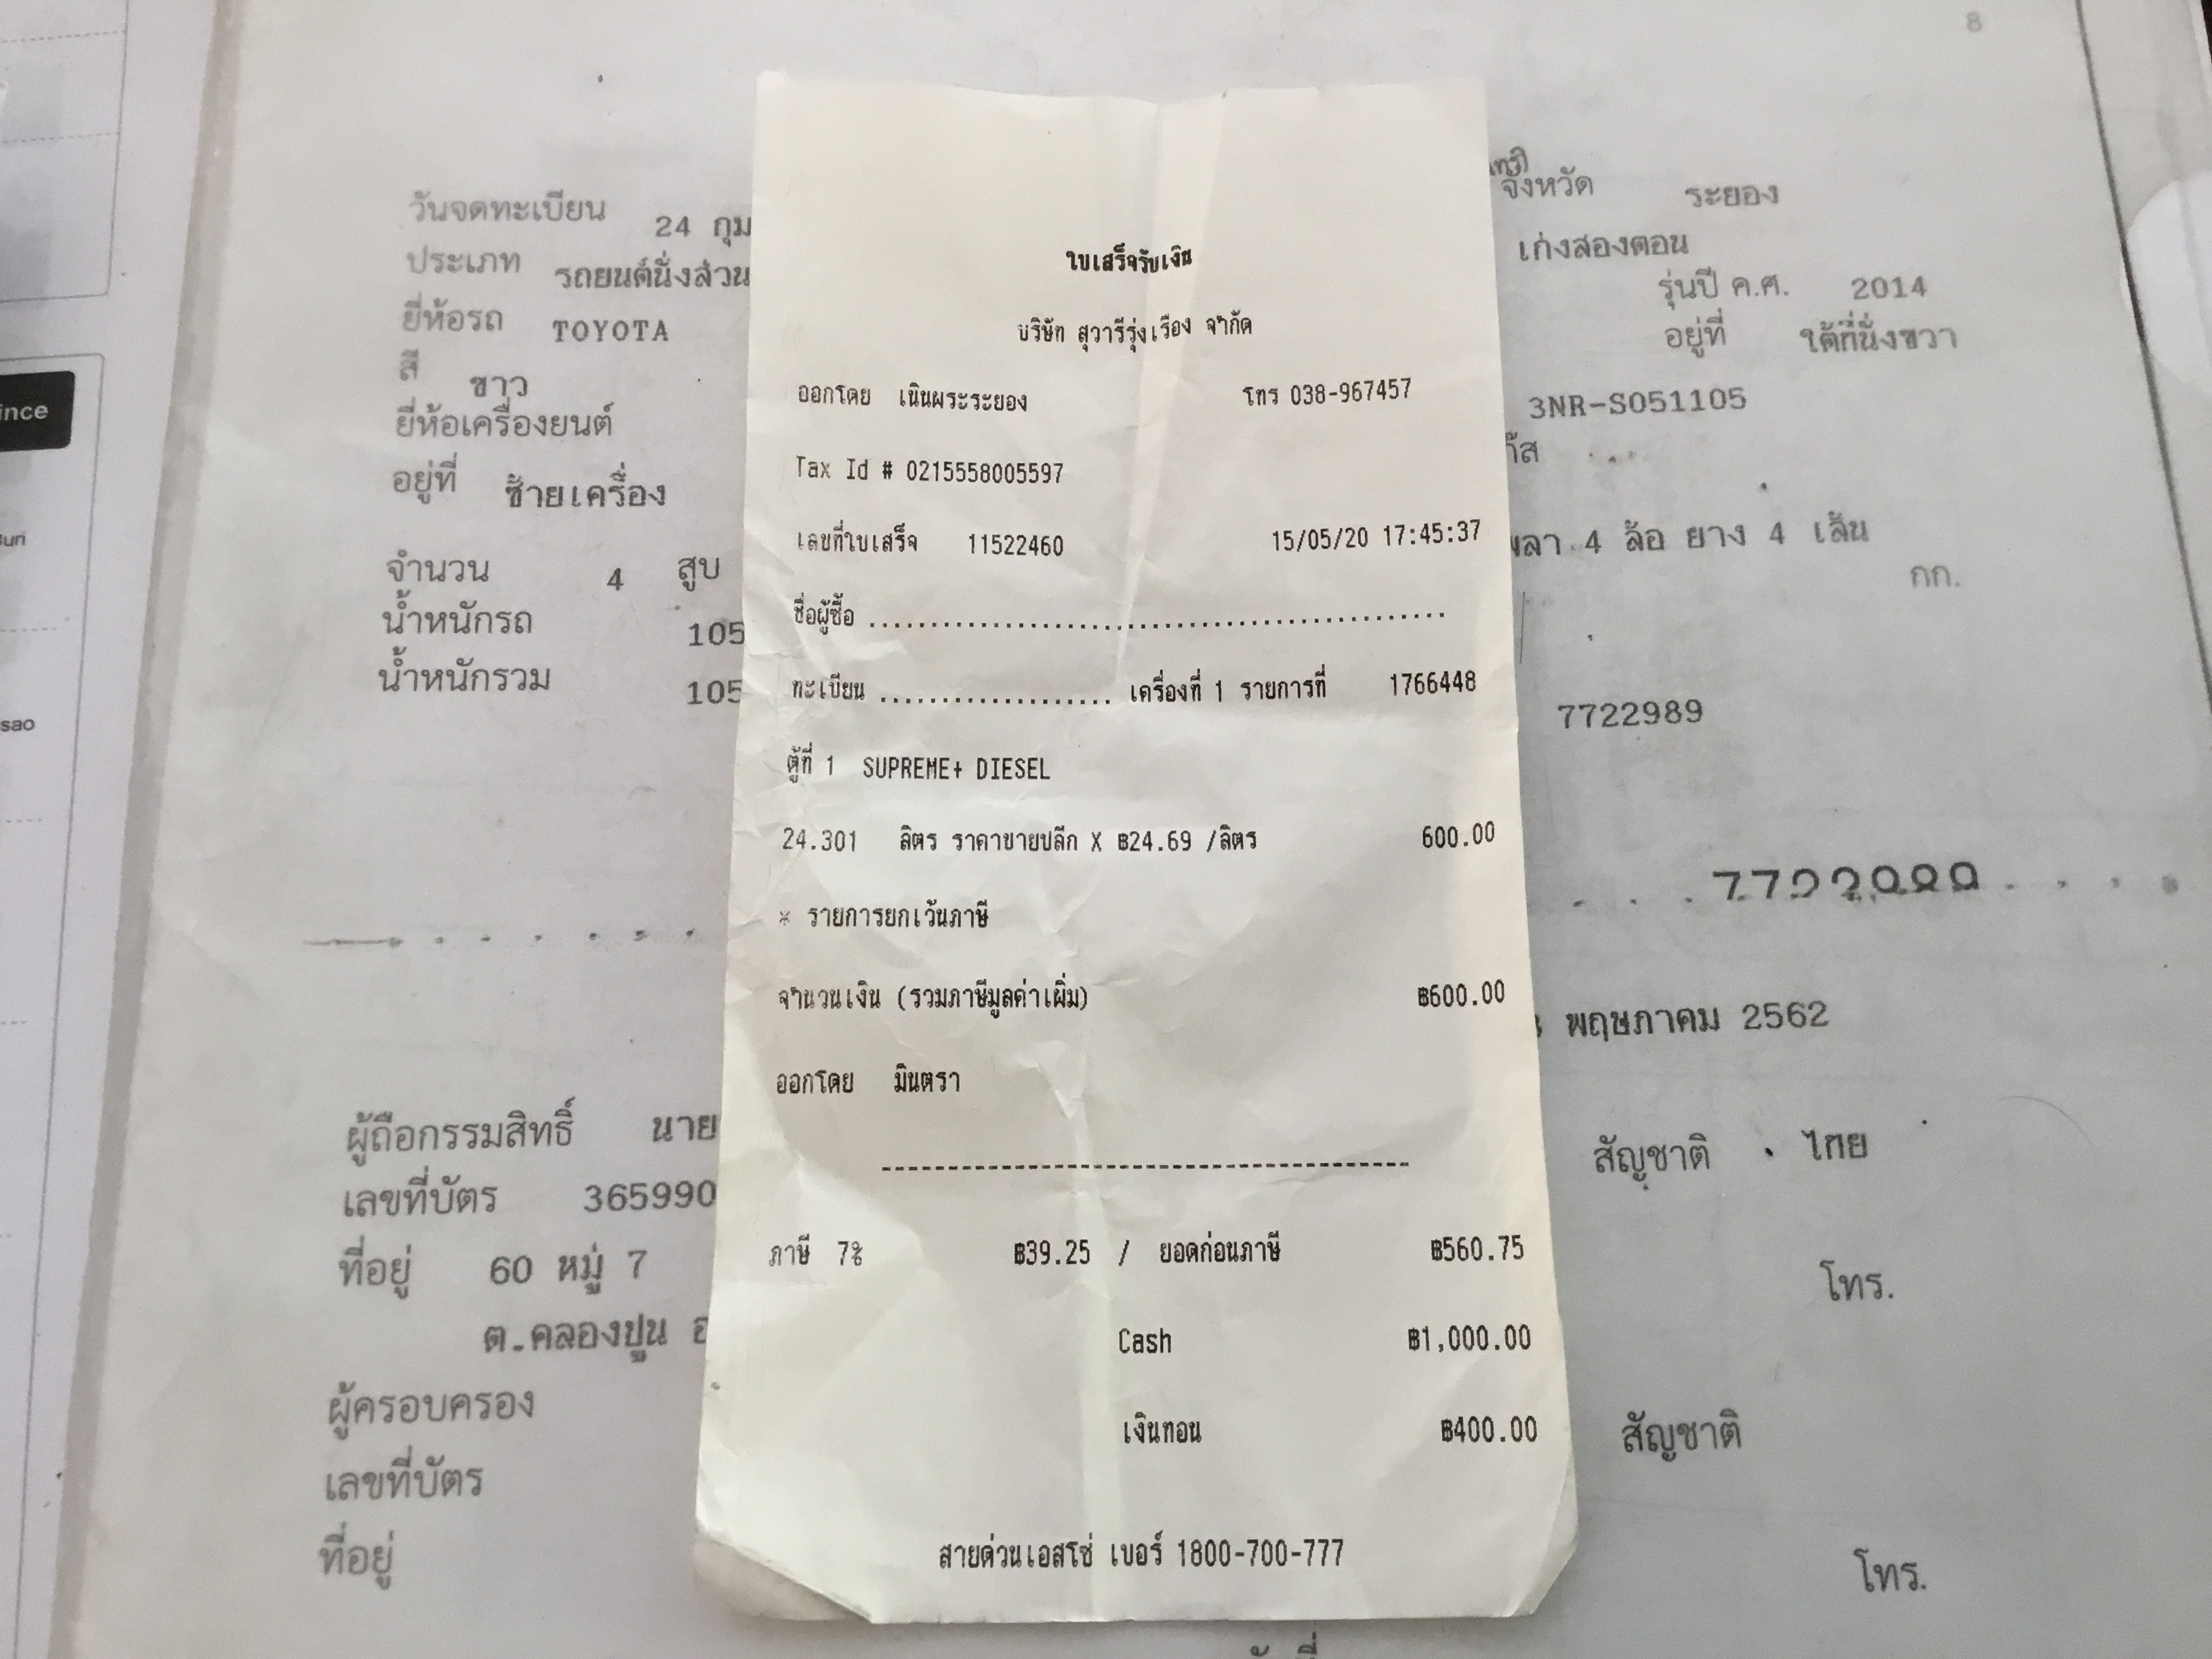 8
วันจดทะเบียน 24 จังหวัด ระยอง
ประเภท รถยนต์นั่งส่วน เก๋งสองตอน
ยี่ห้อรถ TOYOTA รุ่นปี ค.ศ. 2014
สี ขาว อยู่ที่ ใต้ที่นั่งขวา
ยี่ห้อเครื่องยนต์ 3NR-S051105
อยู่ที่ ซ้ายเครื่อง
จำนวน 4 สูบ 4 ล้อ ยาง 4 เส้น
น้ำหนักรถ 105 กก.
น้ำหนักรวม 105
7722989
พฤษภาคม 2562
ผู้ถือกรรมสิทธิ์ นาย สัญชาติ ไทย
เลขที่บัตร 365990
ที่อยู่ 60 หมู่ 7 โทร.
ต.คลองปูน อ
ผู้ครอบครอง สัญชาติ
เลขที่บัตร
ที่อยู่ โทร.
ใบเสร็จรับเงิน
บริษัท สุวารีรุ่งเรือง จำกัด
ออกโดย เนินพระระยอง โทร 038-967457
Tax Id # 0215558005597
เลขที่ใบเสร็จ 11522460 15/05/20 17:45:37
ชื่อผู้ซื้อ ..............................................
ทะเบียน ................... เครื่องที่ 1 รายการที่ 1766448
ตู้ที่ 1 SUPREME+ DIESEL
24.301 ลิตร ราคาขายปลีก X ฿24.69 /ลิตร 600.00
* รายการยกเว้นภาษี
จำนวนเงิน (รวมภาษีมูลค่าเพิ่ม) ฿600.00
ออกโดย มินตรา
ภาษี 7% ฿39.25 / ยอดก่อนภาษี ฿560.75
Cash ฿1,000.00
เงินทอน ฿400.00
สายด่วนเอสโซ่ เบอร์ 1800-700-777